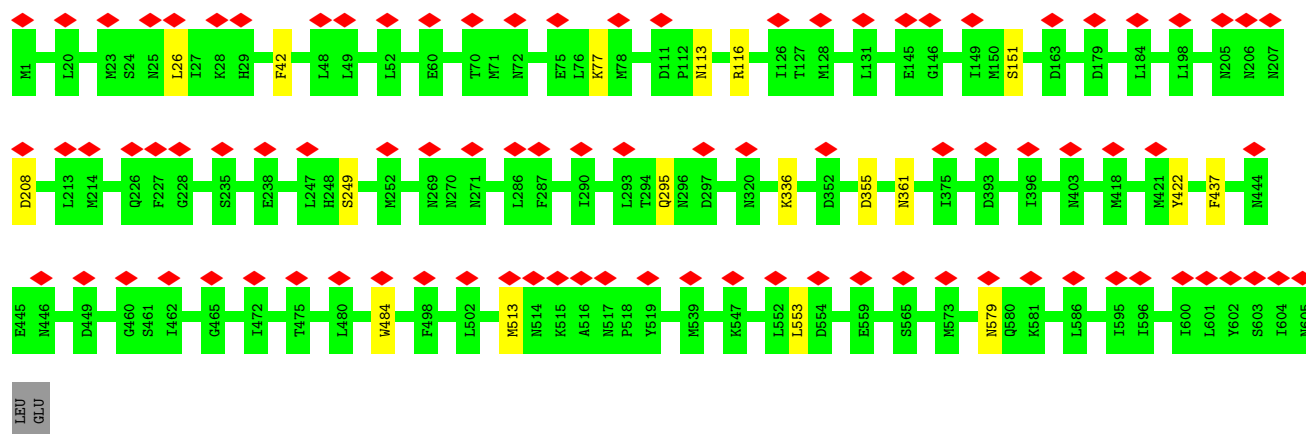 M1 L20 M23 S24 N25 L26 I27 K28 H29 F42 L48 L49 L52 E60 T70 M71 N72 E75 L76 K77 M78 D111 P112 N113 R116 I126 T127 M128 L131 E145 G146 I149 M150 S151 D163 D179 L184 L198 N205 N206 N207
D208 L213 M214 Q226 F227 G228 S235 E238 L247 H248 S249 M252 N269 N270 N271 L286 F287 I290 L293 T294 Q295 N296 D297 N320 K336 D352 D355 N361 I375 D393 I396 N403 M418 M421 Y422 F437 N444
E445 N446 D449 G460 S461 I462 G465 I472 T475 L480 W484 F498 L502 M513 N514 K515 A516 N517 P518 Y519 M539 K547 L552 L553 D554 E559 S565 M573 N579 Q580 K581 L586 I595 I596 I600 L601 Y602 S603 I604 N605
LEU GLU